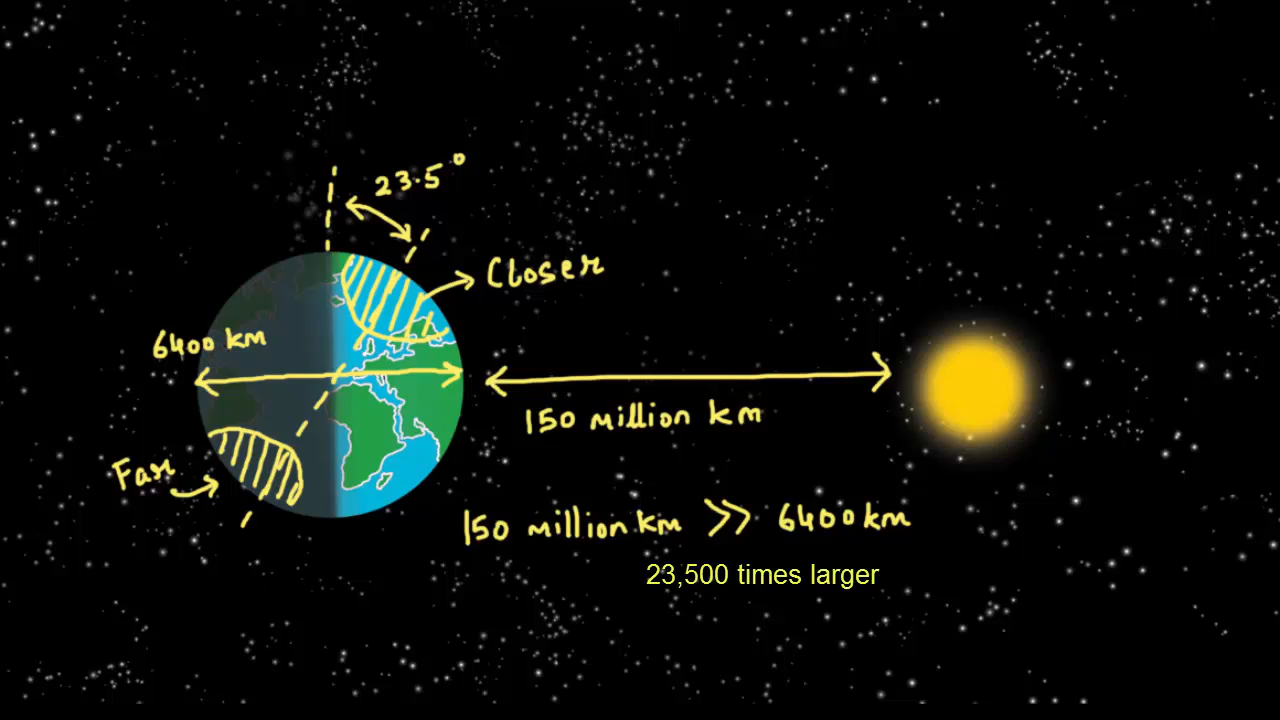 23.5°
Closer
6400 km
150 million km
Far
150 million km >> 6400 km
23,500 times larger